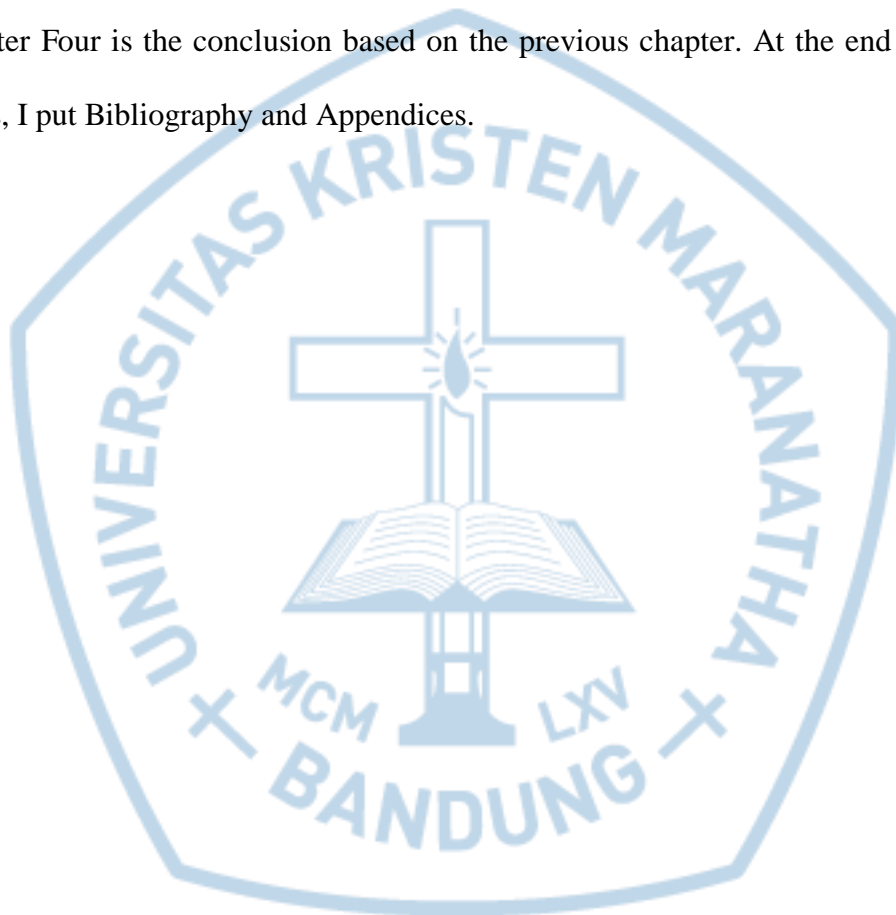 ter Four is the conclusion based on the previous chapter. At the end
, I put Bibliography and Appendices.
UNIVERSITAS KRISTEN MARANATHA
MCM LXV
BANDUNG